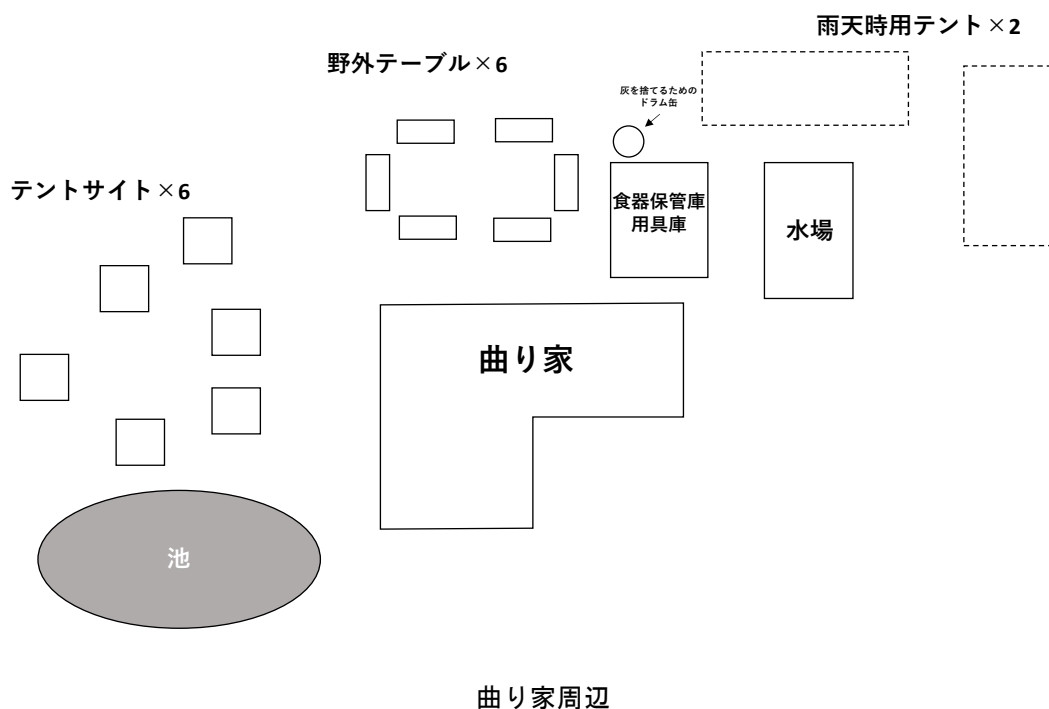 雨天時用テント×2
野外テーブル×6
灰を捨てるための
ドラム缶
テントサイト×6
食器保管庫
用具庫
水場
曲り家
池
曲り家周辺